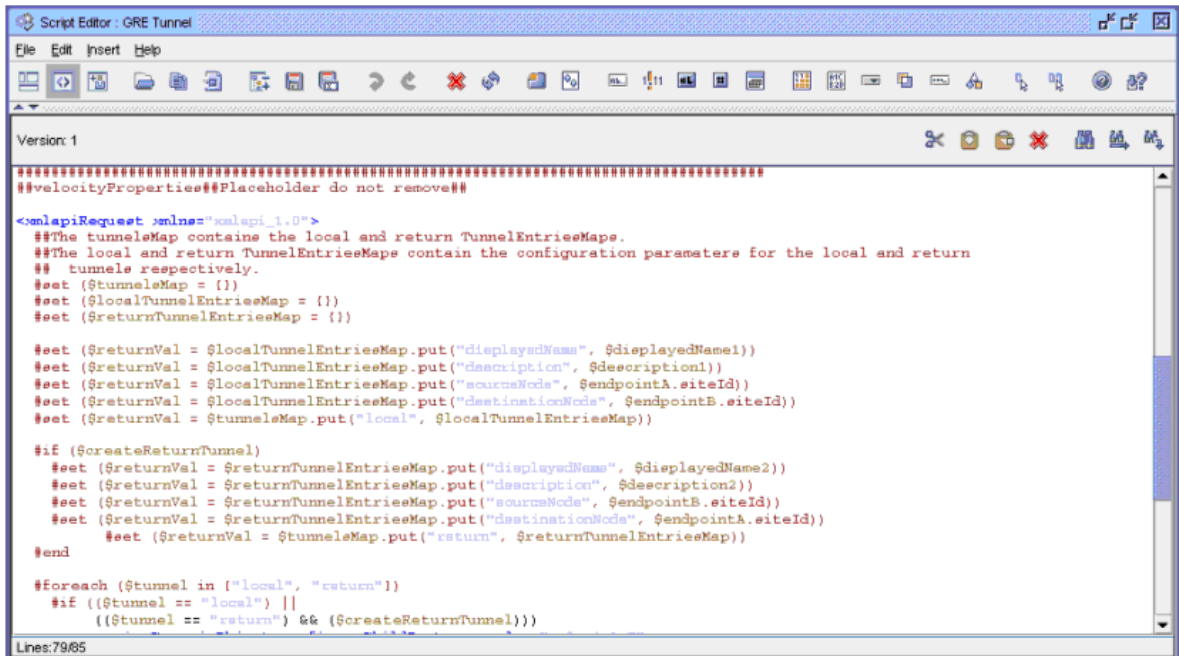 Script Editor : GRE Tunnel
File Edit Insert Help
Version: 1
##########################################################################################
##velocityProperties##Placeholder do not remove##
<xmlapiRequest xmlns="xmlapi_1.0">
##The tunnelsMap contains the local and return TunnelEntriesMaps.
##The local and return TunnelEntriesMaps contain the configuration parameters for the local and return
## tunnels respectively.
#set ($tunnelsMap = {})
#set ($localTunnelEntriesMap = {})
#set ($returnTunnelEntriesMap = {})
#set ($returnVal = $localTunnelEntriesMap.put("displayedName", $displayedName1))
#set ($returnVal = $localTunnelEntriesMap.put("description", $description1))
#set ($returnVal = $localTunnelEntriesMap.put("sourceNode", $endpointA.siteId))
#set ($returnVal = $localTunnelEntriesMap.put("destinationNode", $endpointB.siteId))
#set ($returnVal = $tunnelsMap.put("local", $localTunnelEntriesMap))
#if ($createReturnTunnel)
#set ($returnVal = $returnTunnelEntriesMap.put("displayedName", $displayedName2))
#set ($returnVal = $returnTunnelEntriesMap.put("description", $description2))
#set ($returnVal = $returnTunnelEntriesMap.put("sourceNode", $endpointB.siteId))
#set ($returnVal = $returnTunnelEntriesMap.put("destinationNode", $endpointA.siteId))
#set ($returnVal = $tunnelsMap.put("return", $returnTunnelEntriesMap))
#end
#foreach ($tunnel in ["local", "return"])
#if (($tunnel == "local") ||
(($tunnel == "return") && ($createReturnTunnel)))
Lines:79/85